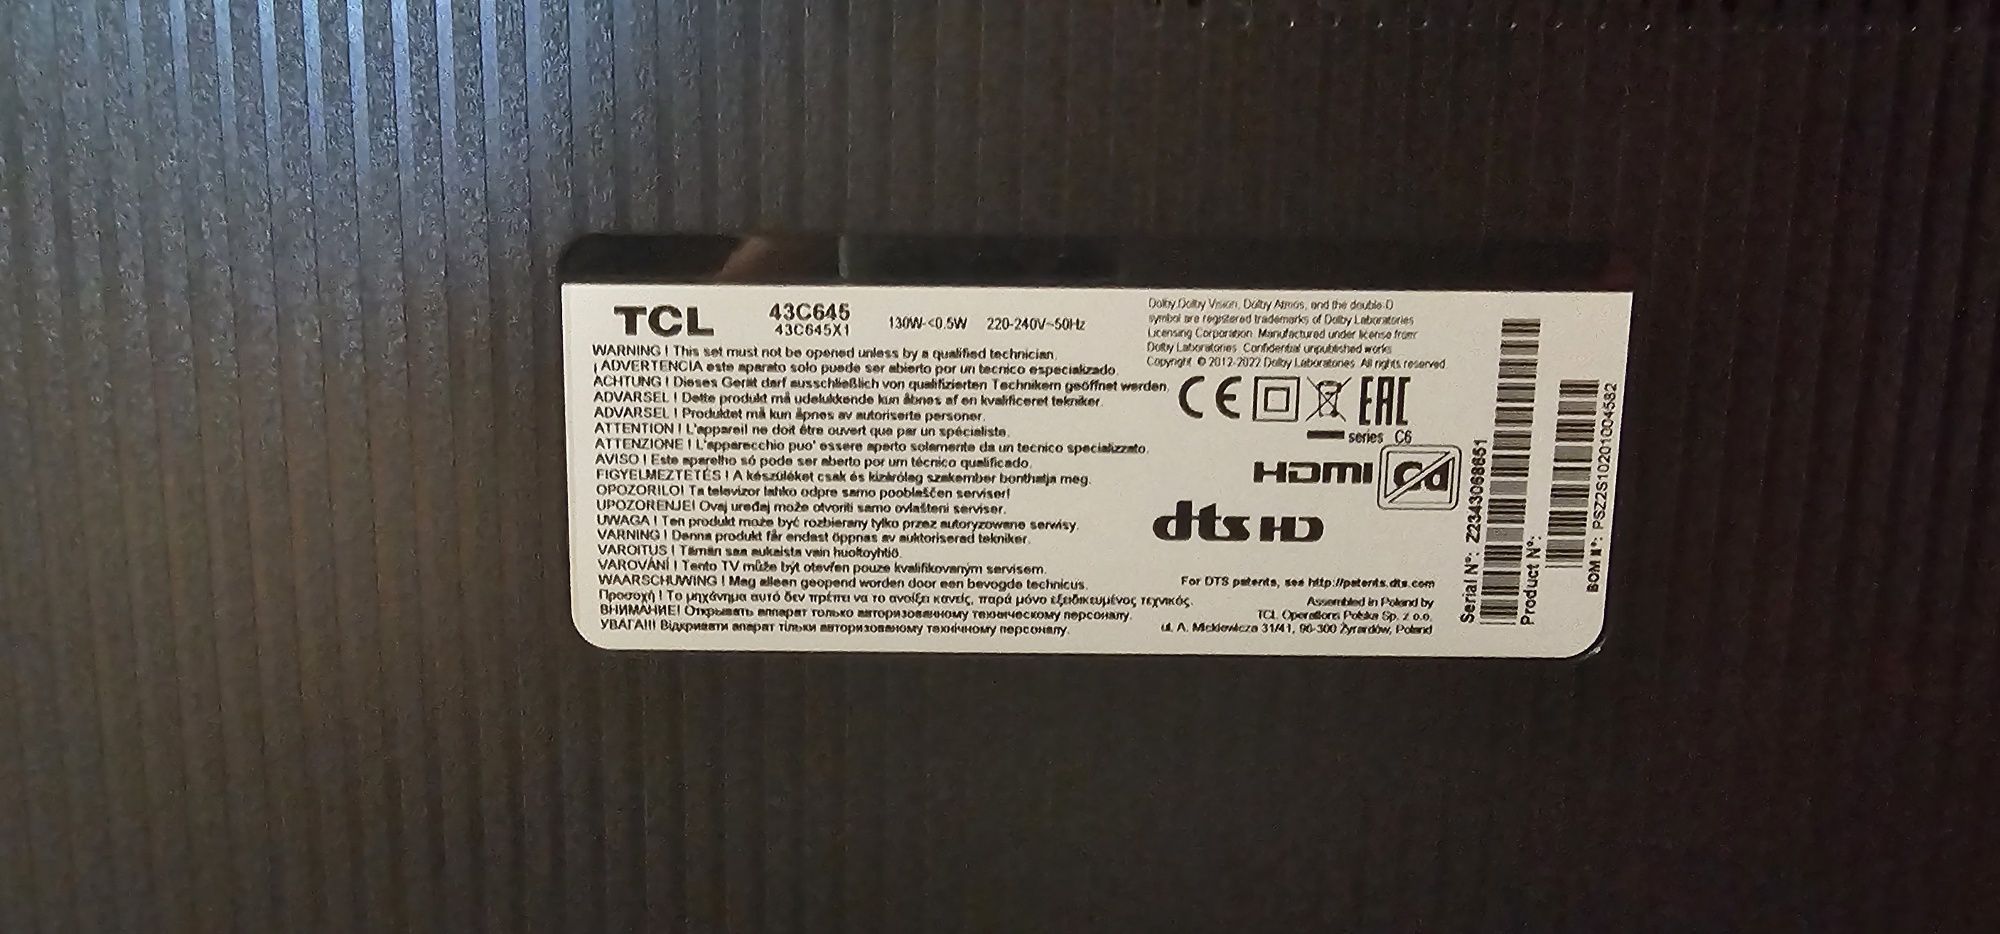 TCL
43C645
43C645X1
130W-<0.5W
220-240V~50Hz
WARNING ! This set must not be opened unless by a qualified technician.
¡ ADVERTENCIA este aparato solo puede ser abierto por un tecnico especializado.
ACHTUNG ! Dieses Gerät darf ausschließlich von qualifizierten Technikern geöffnet werden.
ADVARSEL ! Dette produkt må udelukkende kun åbnes af en kvalificeret tekniker.
ADVARSEL ! Produktet må kun åpnes av autoriserte personer.
ATTENTION ! L'appareil ne doit être ouvert que par un spécialiste.
ATTENZIONE ! L'apparecchio puo' essere aperto solamente da un tecnico specializzato.
AVISO ! Este aparelho só pode ser aberto por um técnico qualificado.
FIGYELMEZTETÉS ! A készüléket csak és kizárólag szakember bonthatja meg.
OPOZORILO! Ta televizor lahko odpre samo pooblaščen serviser!
UPOZORENJE! Ovaj uređaj može otvoriti samo ovlašteni serviser.
UWAGA ! Ten produkt może być rozbierany tylko przez autoryzowane serwisy.
VARNING ! Denna produkt får endast öppnas av auktoriserad tekniker.
VAROITUS ! Tämän saa aukaista vain huoltoyhtiö.
VAROVÁNÍ ! Tento TV může být otevřen pouze kvalifikovaným servisem.
WAARSCHUWING ! Mag alleen geopend worden door een bevogde technicus.
Προσοχή ! Το μηχάνημα αυτό δεν πρέπει να το ανοίξει κανείς, παρά μόνο εξειδικευμένος τεχνικός.
ВНИМАНИЕ! Открывать аппарат только авторизованному техническому персоналу.
УВАГА!!! Відкривати апарат тільки авторизованому технічному персоналу.
Dolby,Dolby Vision, Dolby Atmos, and the double-D
symbol are registered trademarks of Dolby Laboratories
Licensing Corporation. Manufactured under license from
Dolby Laboratories. Confidential unpublished works.
Copyright © 2012-2022 Dolby Laboratories. All rights reserved.
CE
EAC
series C6
HDMI
Cd
dts HD
For DTS patents, see http://patents.dts.com
Assembled in Poland by
TCL Operations Polska Sp. z o.o.
ul. A. Mickiewicza 31/41, 96-300 Żyrardów, Poland
Serial N°: Z2343068651
Product N°:
BOM N°: PSZ2S10201004582